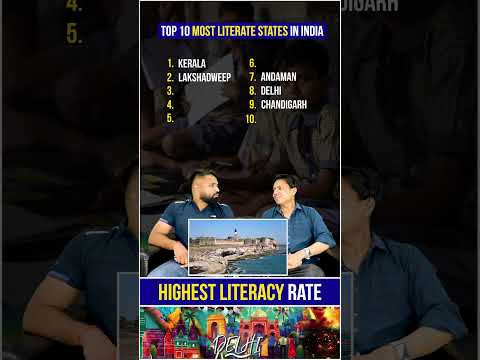 TOP 10 MOST LITERATE STATES IN INDIA
1. KERALA
2. LAKSHADWEEP
3.
4.
5.
6.
7. ANDAMAN
8. DELHI
9. CHANDIGARH
10.
HIGHEST LITERACY RATE
DELHI